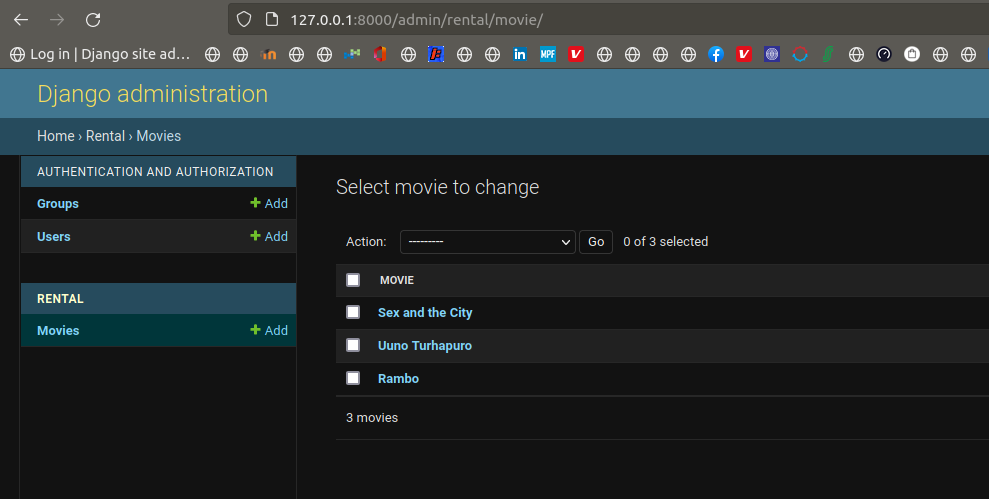 127.0.0.1:8000/admin/rental/movie/
Log in | Django site ad...
Django administration
Home › Rental › Movies
AUTHENTICATION AND AUTHORIZATION
Groups + Add
Users + Add
RENTAL
Movies + Add
Select movie to change
Action: --------- Go 0 of 3 selected
MOVIE
Sex and the City
Uuno Turhapuro
Rambo
3 movies